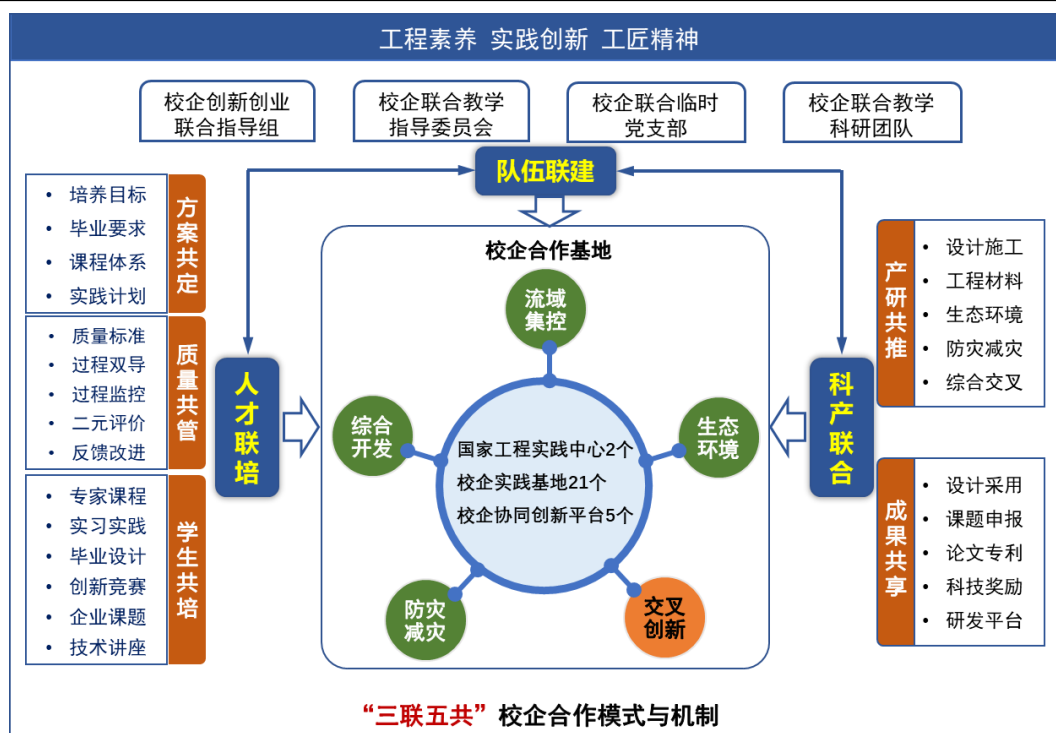 工程素养 实践创新 工匠精神
校企创新创业
联合指导组
校企联合教学
指导委员会
校企联合临时
党支部
校企联合教学
科研团队
队伍联建
• 培养目标
• 毕业要求
• 课程体系
• 实践计划
方案共定
• 质量标准
• 过程双导
• 过程监控
• 二元评价
• 反馈改进
质量共管
• 专家课程
• 实习实践
• 毕业设计
• 创新竞赛
• 企业课题
• 技术讲座
学生共培
人才联培
校企合作基地
流域
集控
综合
开发
生态
环境
国家工程实践中心2个
校企实践基地21个
校企协同创新平台5个
防灾
减灾
交叉
创新
科产联合
产研共推
• 设计施工
• 工程材料
• 生态环境
• 防灾减灾
• 综合交叉
成果共享
• 设计采用
• 课题申报
• 论文专利
• 科技奖励
• 研发平台
“三联五共”校企合作模式与机制